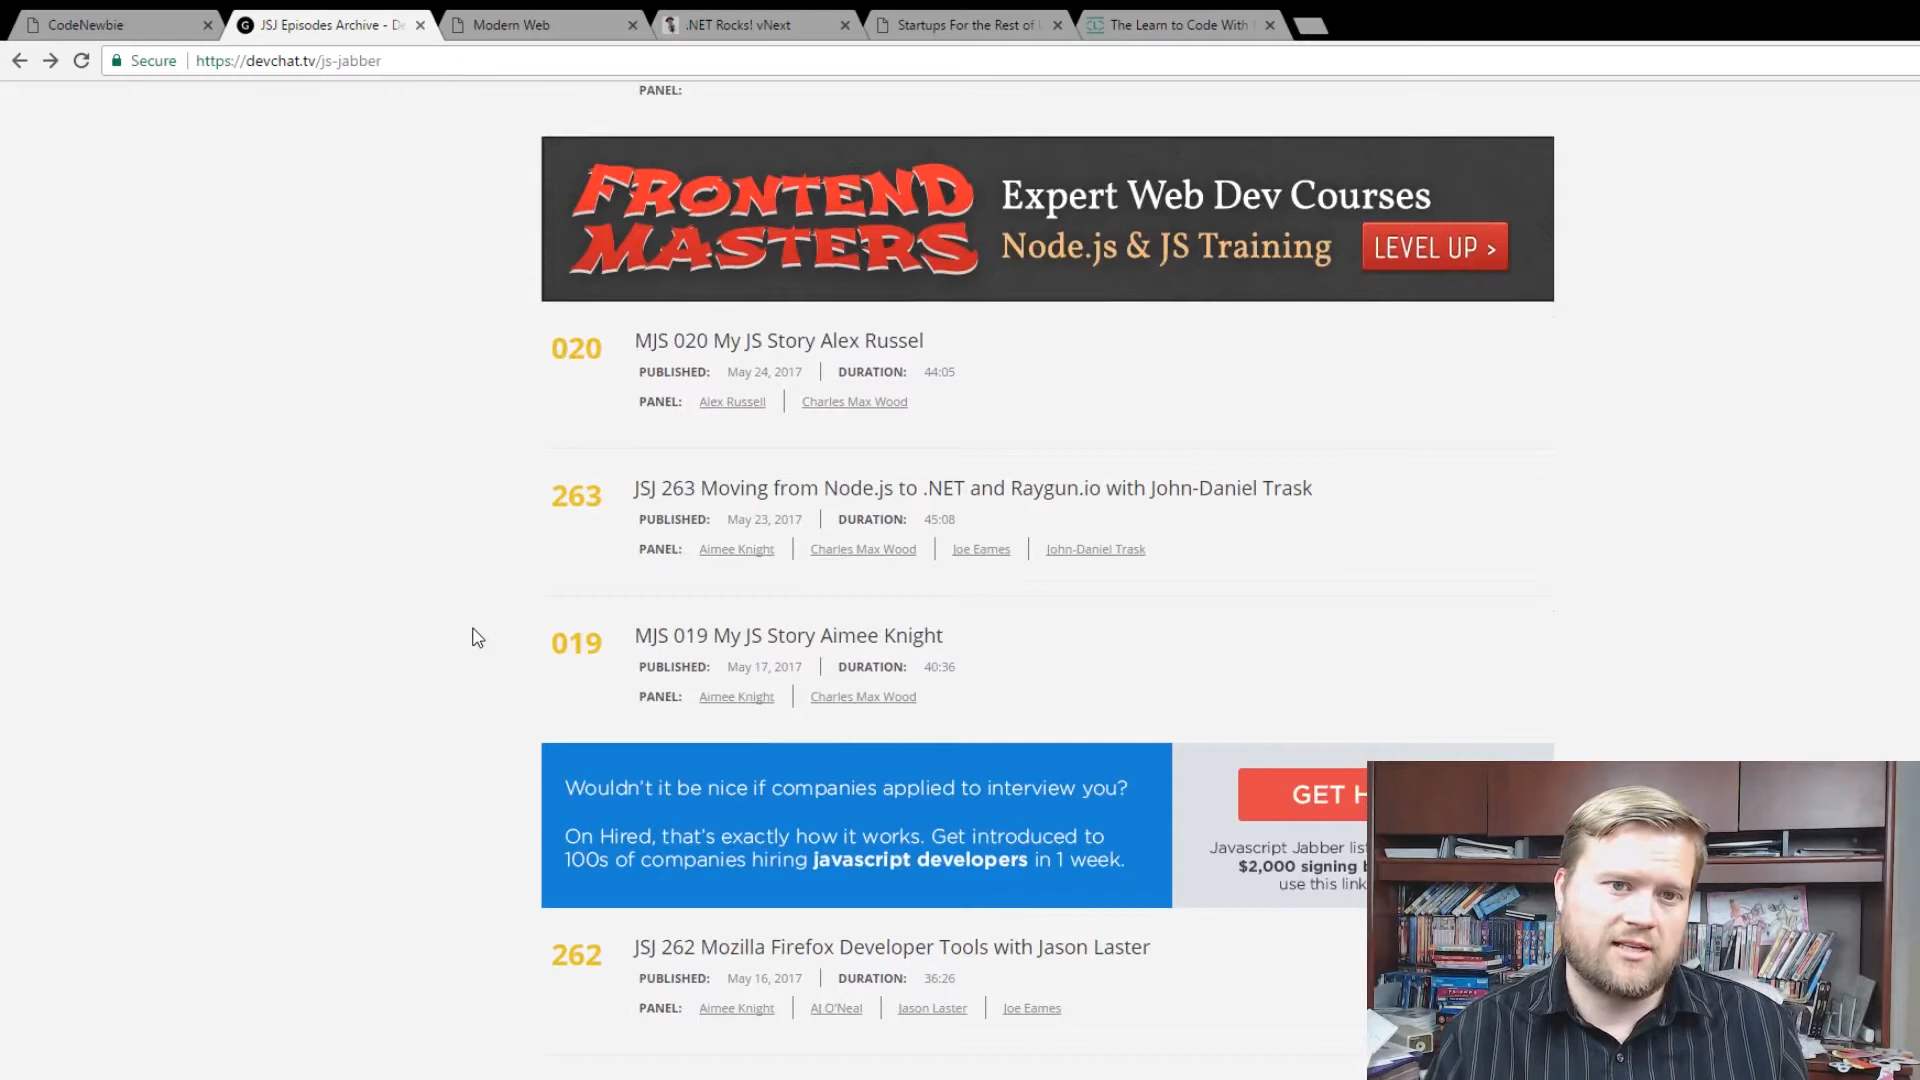 CodeNewbie
JSJ Episodes Archive - De
Modern Web
.NET Rocks! vNext
Startups For the Rest of
The Learn to Code With
Secure
https://devchat.tv/js-jabber
PANEL:
FRONTEND
MASTERS
Expert Web Dev Courses
Node.js & JS Training
LEVEL UP >
020
MJS 020 My JS Story Alex Russel
PUBLISHED: May 24, 2017 DURATION: 44:05
PANEL: Alex Russell Charles Max Wood
263
JSJ 263 Moving from Node.js to .NET and Raygun.io with John-Daniel Trask
PUBLISHED: May 23, 2017 DURATION: 45:08
PANEL: Aimee Knight Charles Max Wood Joe Eames John-Daniel Trask
019
MJS 019 My JS Story Aimee Knight
PUBLISHED: May 17, 2017 DURATION: 40:36
PANEL: Aimee Knight Charles Max Wood
Wouldn't it be nice if companies applied to interview you?
On Hired, that's exactly how it works. Get introduced to
100s of companies hiring javascript developers in 1 week.
GET H
Javascript Jabber lis
$2,000 signing b
use this link
262
JSJ 262 Mozilla Firefox Developer Tools with Jason Laster
PUBLISHED: May 16, 2017 DURATION: 36:26
PANEL: Aimee Knight AJ O'Neal Jason Laster Joe Eames